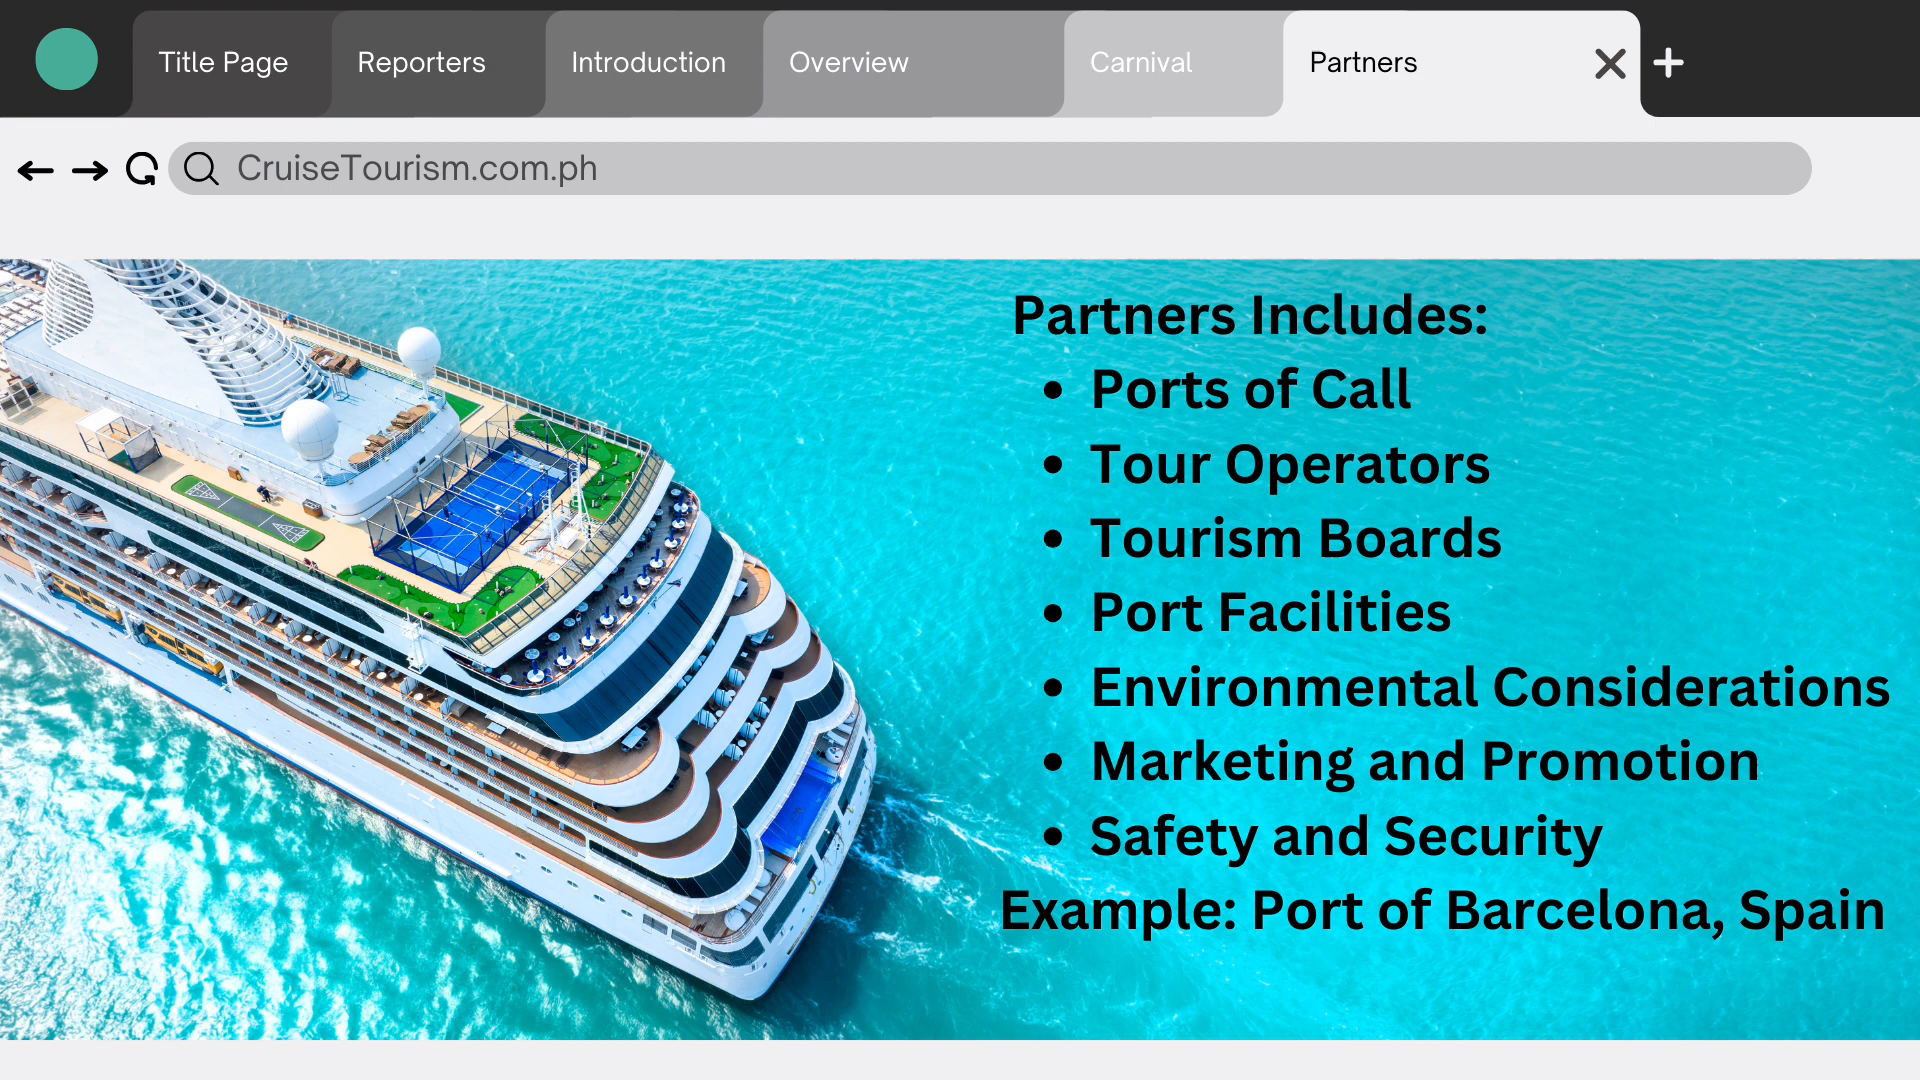 Title Page
Reporters
Introduction
Overview
Carnival
Partners
CruiseTourism.com.ph
Partners Includes:
• Ports of Call
• Tour Operators
• Tourism Boards
• Port Facilities
• Environmental Considerations
• Marketing and Promotion
• Safety and Security
Example: Port of Barcelona, Spain